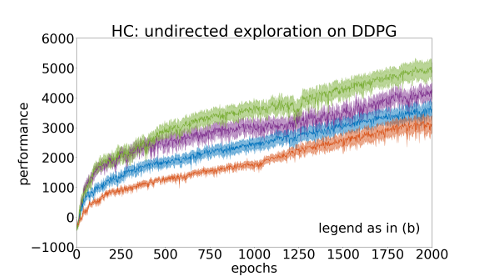 HC: undirected exploration on DDPG
6000
5000
4000
3000
2000
1000
0
−1000
performance
legend as in (b)
0 250 500 750 1000 1250 1500 1750 2000
epochs